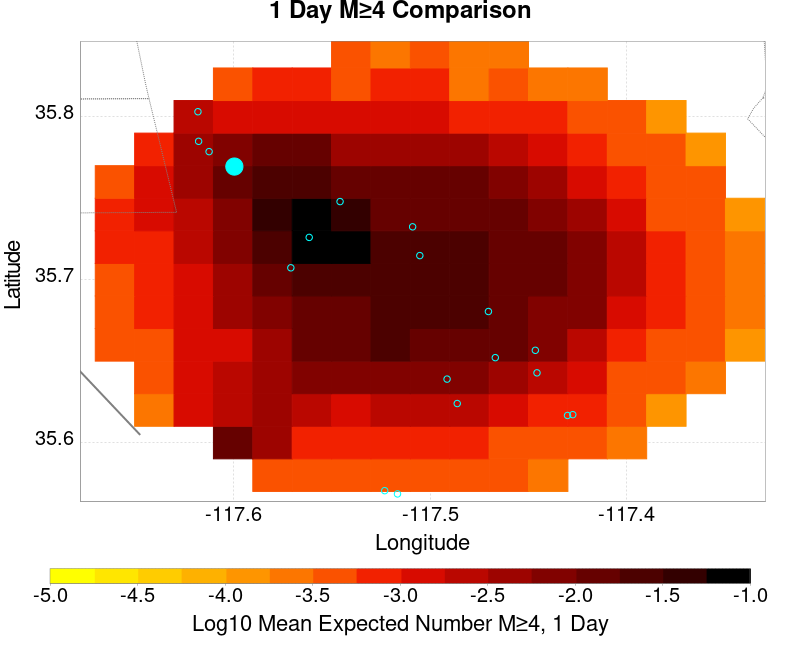 1 Day M≥4 Comparison
35.8
35.7
35.6
Latitude
-117.6 -117.5 -117.4
Longitude
-5.0 -4.5 -4.0 -3.5 -3.0 -2.5 -2.0 -1.5 -1.0
Log10 Mean Expected Number M≥4, 1 Day